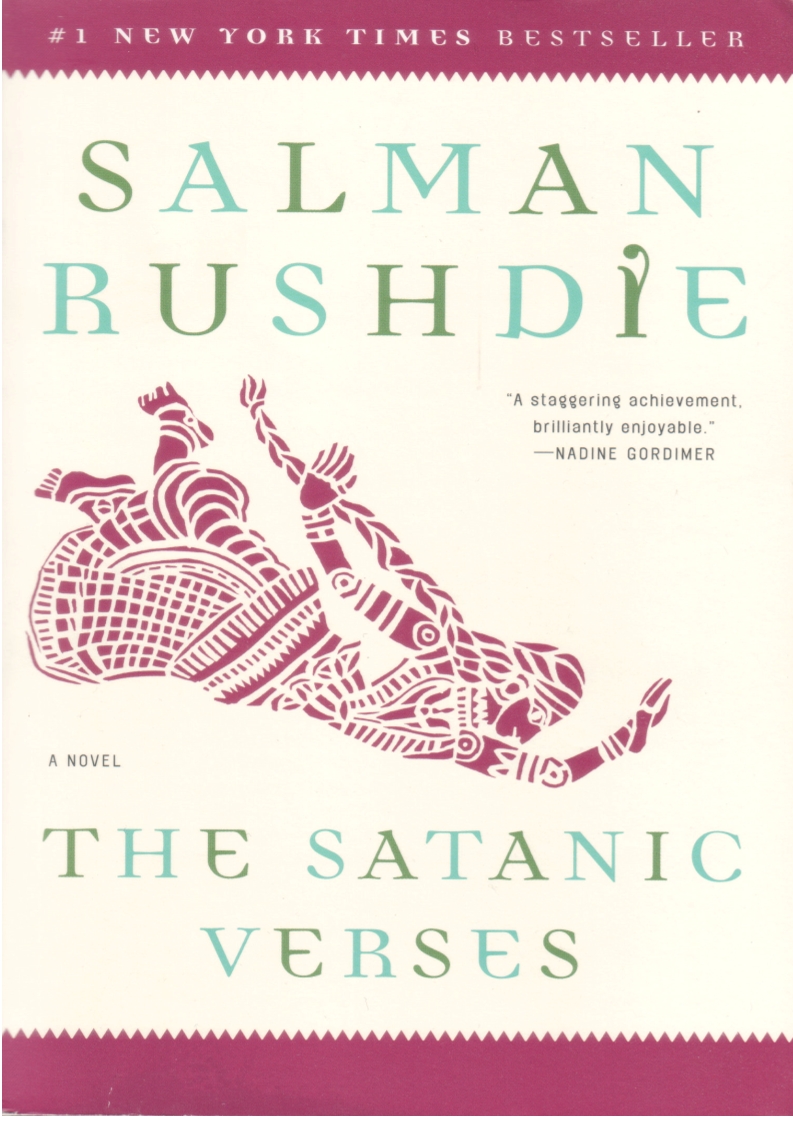 #1 NEW YORK TIMES BESTSELLER
SALMAN
RUSHDIE
"A staggering achievement,
brilliantly enjoyable."
—NADINE GORDIMER
A NOVEL
THE SATANIC
VERSES